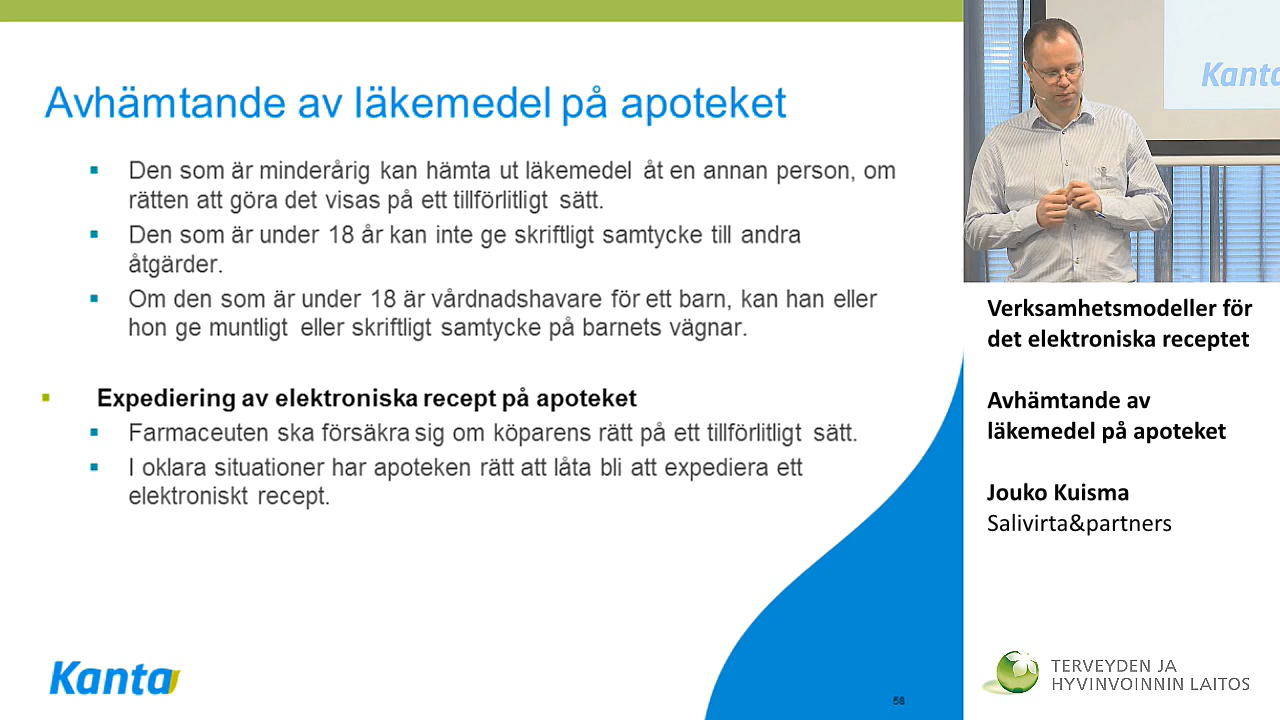 Avhämtande av läkemedel på apoteket
Den som är minderårig kan hämta ut läkemedel åt en annan person, om
rätten att göra det visas på ett tillförlitligt sätt.
Den som är under 18 år kan inte ge skriftligt samtycke till andra
åtgärder.
Om den som är under 18 är vårdnadshavare för ett barn, kan han eller
hon ge muntligt eller skriftligt samtycke på barnets vägnar.
Expediering av elektroniska recept på apoteket
Farmaceuten ska försäkra sig om köparens rätt på ett tillförlitligt sätt.
I oklara situationer har apoteken rätt att låta bli att expediera ett
elektroniskt recept.
Kanta
58
Kanta
Verksamhetsmodeller för
det elektroniska receptet
Avhämtande av
läkemedel på apoteket
Jouko Kuisma
Salivirta&partners
TERVEYDEN JA
HYVINVOINNIN LAITOS